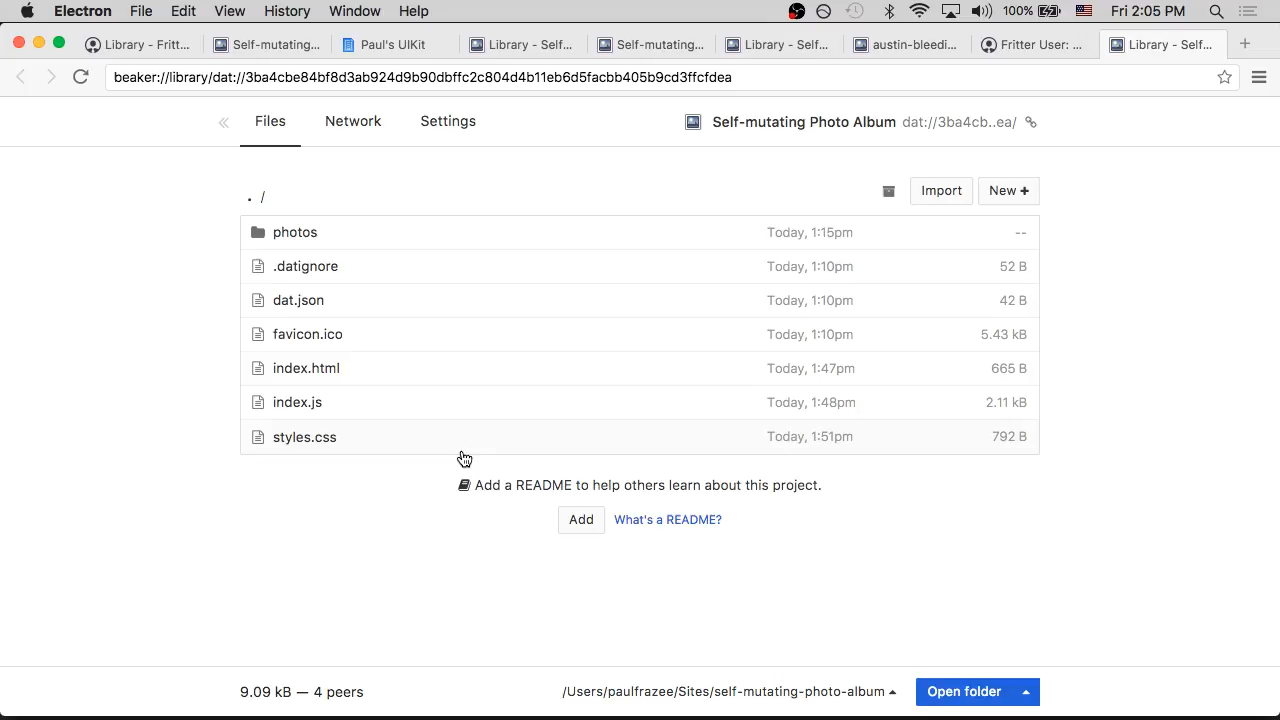 Electron File Edit View History Window Help 100% Fri 2:05 PM
Library - Fritt... Self-mutating... Paul's UIKit Library - Self... Self-mutating... Library - Self... austin-bleedi... Fritter User: ... Library - Self...
beaker://library/dat://3ba4cbe84bf8d3ab924d9b90dbffc2c804d4b11eb6d5facbb405b9cd3ffcfdea
Files Network Settings Self-mutating Photo Album dat://3ba4cb..ea/
. / Import New +
photos Today, 1:15pm --
.datignore Today, 1:10pm 52 B
dat.json Today, 1:10pm 42 B
favicon.ico Today, 1:10pm 5.43 kB
index.html Today, 1:47pm 665 B
index.js Today, 1:48pm 2.11 kB
styles.css Today, 1:51pm 792 B
Add a README to help others learn about this project.
Add What's a README?
9.09 kB — 4 peers /Users/paulfrazee/Sites/self-mutating-photo-album Open folder